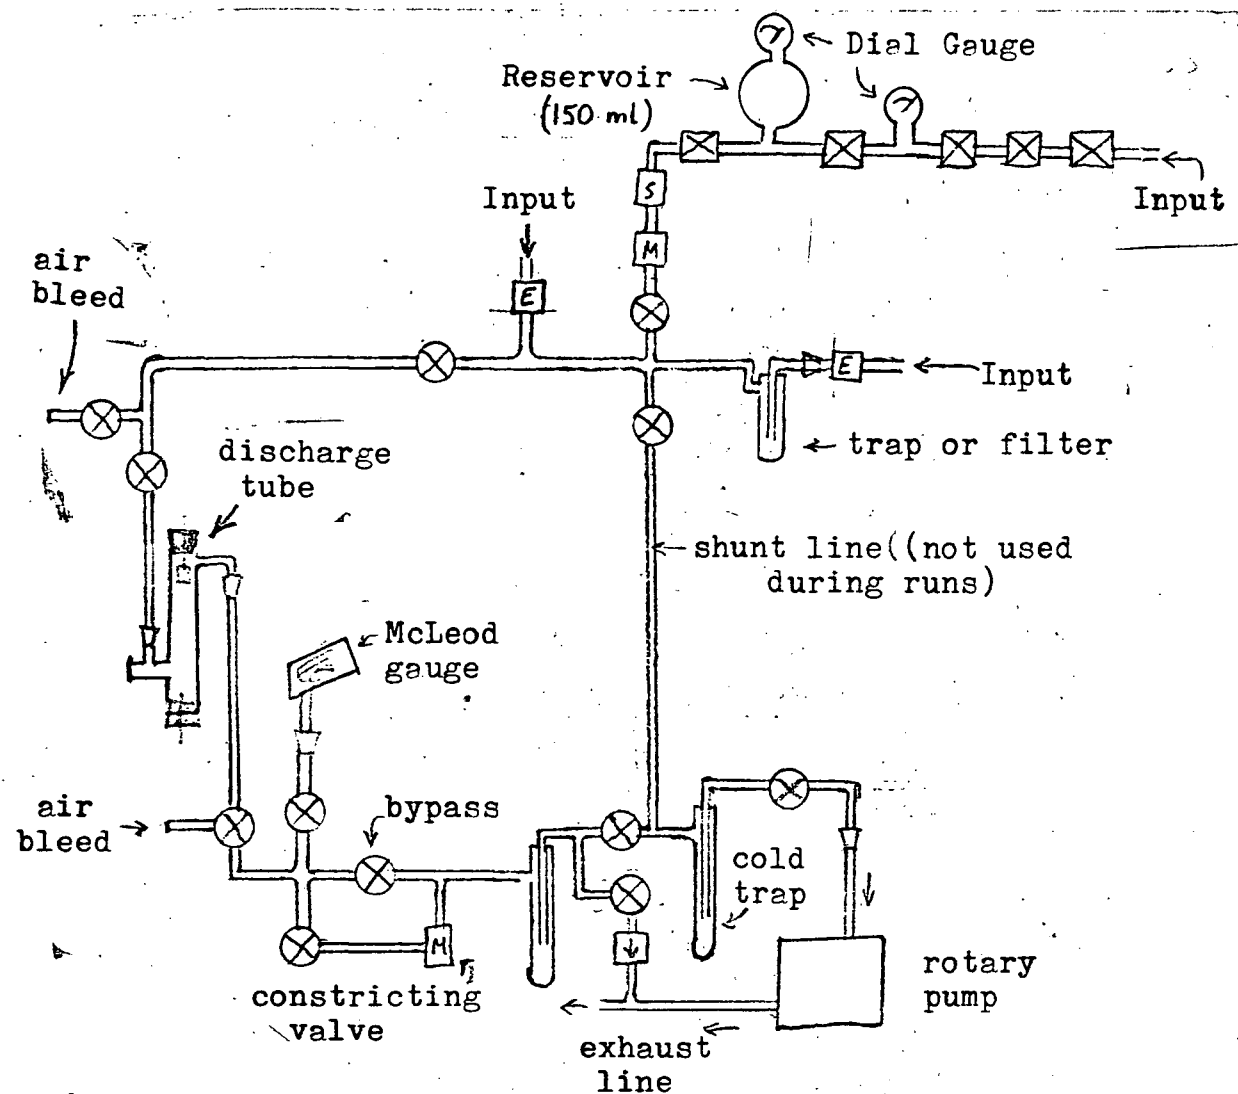 Dial Gauge
Reservoir
(150 ml)
Input
S
Input
M
air
bleed
E
E
Input
trap or filter
discharge
tube
shunt line((not used
during runs)
McLeod
gauge
air
bleed
bypass
cold
trap
M
rotary
pump
constricting
valve
exhaust
line